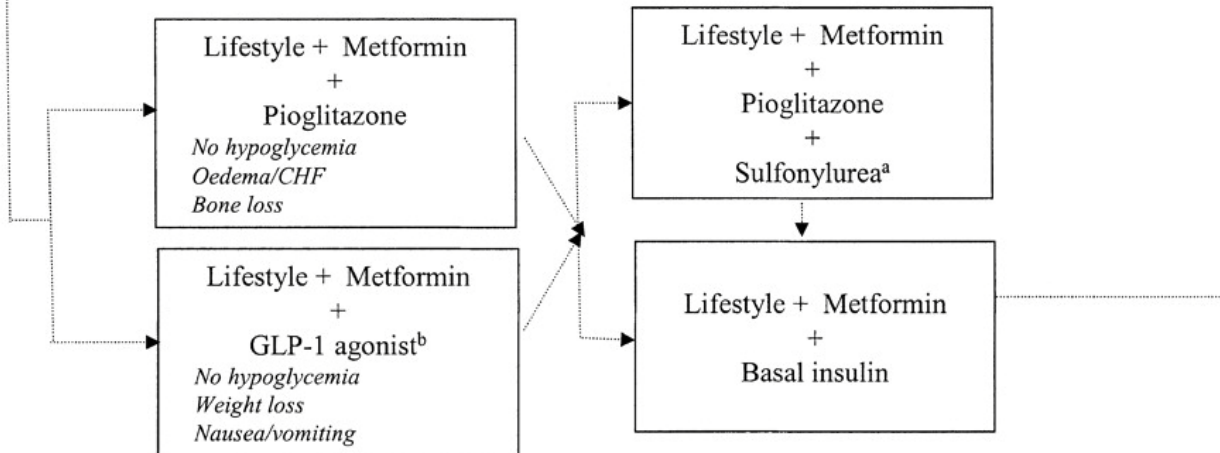 Lifestyle + Metformin
+
Pioglitazone
No hypoglycemia
Oedema/CHF
Bone loss
Lifestyle + Metformin
+
GLP-1 agonistᵇ
No hypoglycemia
Weight loss
Nausea/vomiting
Lifestyle + Metformin
+
Pioglitazone
+
Sulfonylureaᵃ
Lifestyle + Metformin
+
Basal insulin